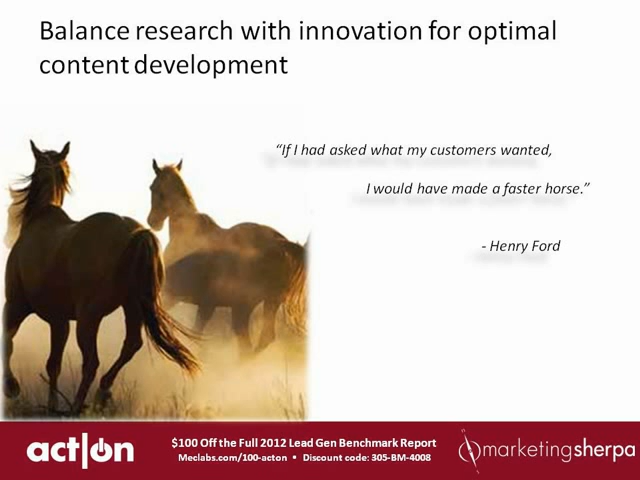 Balance research with innovation for optimal
content development
“If I had asked what my customers wanted,
I would have made a faster horse.”
- Henry Ford
act|on
$100 Off the Full 2012 Lead Gen Benchmark Report
Meclabs.com/100-acton ▪ Discount code: 305-BM-4008
marketingsherpa